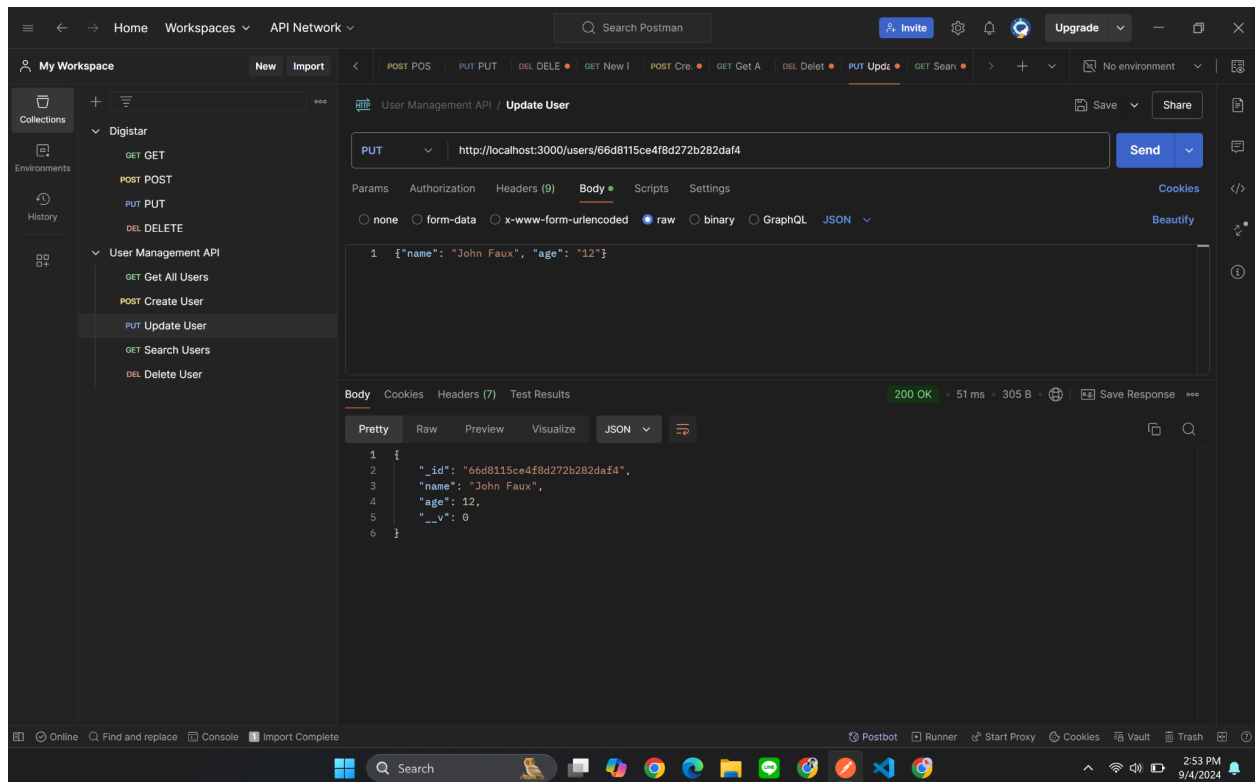 Home Workspaces API Network Search Postman Invite Upgrade
My Workspace New Import
POST POS PUT PUT DEL DELE GET New I POST Cre. GET Get A DEL Delet PUT Upda GET Searc No environment
Collections
Environments
History
Digistar
GET GET
POST POST
PUT PUT
DEL DELETE
User Management API
GET Get All Users
POST Create User
PUT Update User
GET Search Users
DEL Delete User
HTTP User Management API / Update User Save Share
PUT http://localhost:3000/users/66d8115ce4f8d272b282daf4 Send
Params Authorization Headers (9) Body Scripts Settings Cookies
none form-data x-www-form-urlencoded raw binary GraphQL JSON Beautify
1 {"name": "John Faux", "age": "12"}
Body Cookies Headers (7) Test Results 200 OK 51 ms 305 B Save Response
Pretty Raw Preview Visualize JSON
1 {
2 "_id": "66d8115ce4f8d272b282daf4",
3 "name": "John Faux",
4 "age": 12,
5 "__v": 0
6 }
Online Find and replace Console Import Complete Postbot Runner Start Proxy Cookies Vault Trash
Search 2:53 PM
9/4/2024